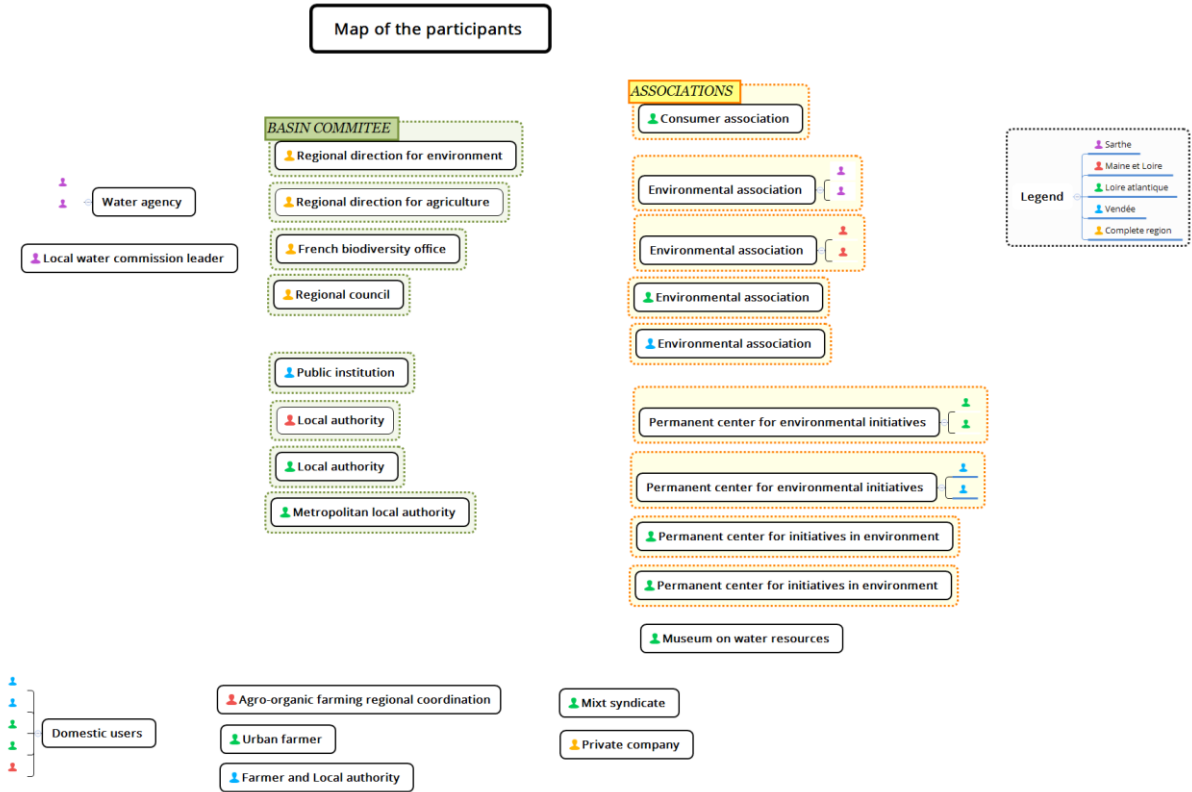 Map of the participants
Water agency
Local water commission leader
BASIN COMMITEE
Regional direction for environment
Regional direction for agriculture
French biodiversity office
Regional council
Public institution
Local authority
Local authority
Metropolitan local authority
ASSOCIATIONS
Consumer association
Environmental association
Environmental association
Environmental association
Environmental association
Permanent center for environmental initiatives
Permanent center for environmental initiatives
Permanent center for initiatives in environment
Permanent center for initiatives in environment
Museum on water resources
Legend
Sarthe
Maine et Loire
Loire atlantique
Vendée
Complete region
Domestic users
Agro-organic farming regional coordination
Urban farmer
Farmer and Local authority
Mixt syndicate
Private company